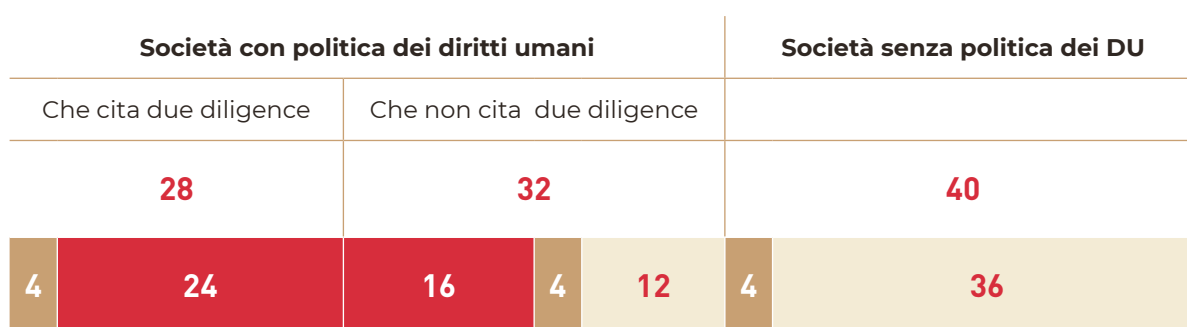 Società con politica dei diritti umani
Società senza politica dei DU
Che cita due diligence
Che non cita due diligence
28
32
40
4
24
16
4
12
4
36